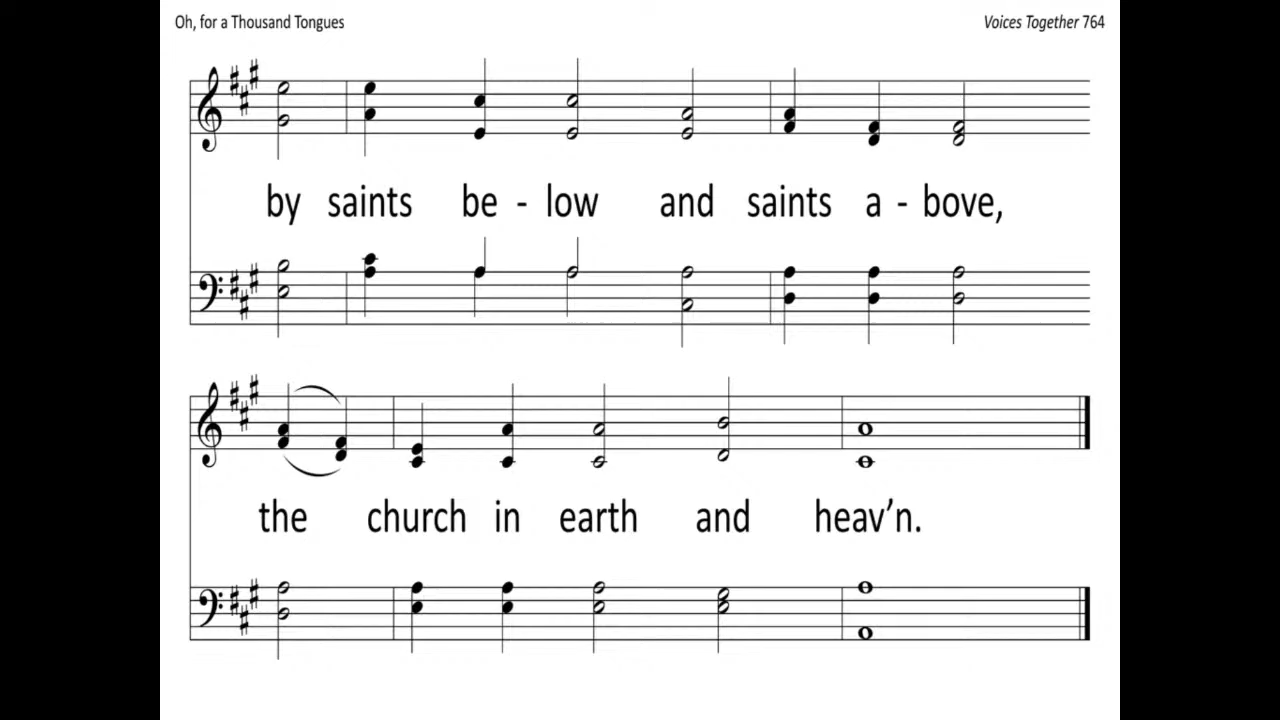 Oh, for a Thousand Tongues
Voices Together 764
by saints be - low and saints a - bove,
the church in earth and heav’n.